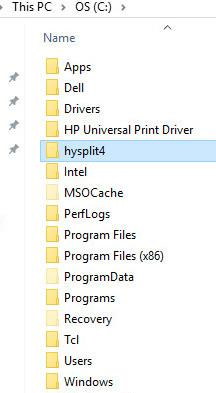 This PC > OS (C:) >
Name
Apps
Dell
Drivers
HP Universal Print Driver
hysplit4
Intel
MSOCache
PerfLogs
Program Files
Program Files (x86)
ProgramData
Programs
Recovery
Tcl
Users
Windows